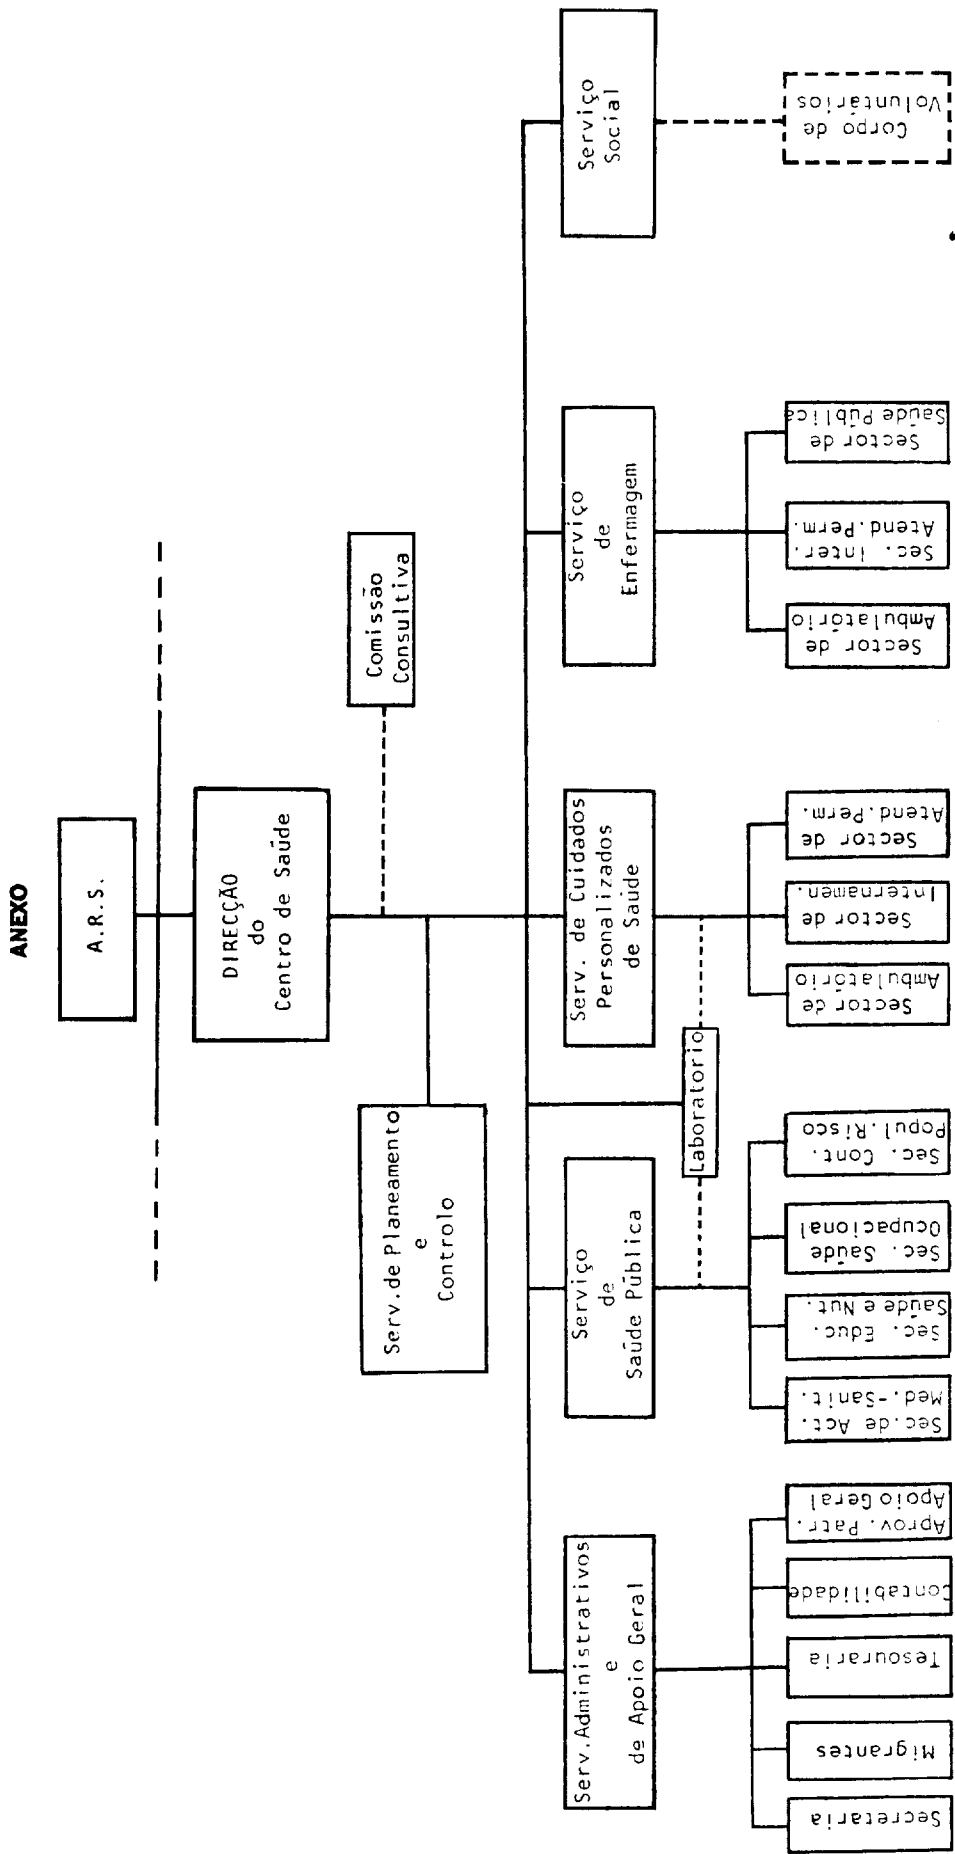 ANEXO
A.R.S.
DIRECÇÃO
do
Centro de Saúde
Comissão
Consultiva
Serv.de Planeamento
e
Controlo
Serv.Administrativos
e
de Apoio Geral
Serviço
de
Saúde Pública
Serv. de Cuidados
Personalizados
de Saúde
Serviço
de
Enfermagem
Serviço
Social
Laboratorio
Secretaria
Migrantes
Tesouraria
Contabilidade
Aprov. Patr.
Apoio Geral
Sec.de Act.
Med.-Sanit.
Sec. Educ.
Saúde e Nut.
Sec. Saúde
Ocupacional
Sec. Cont.
Popul.Risco
Sector de
Ambulatório
Sector de
Internamen.
Sector de
Atend.Perm.
Sector de
Ambulatório
Sec. Inter.
Atend.Perm.
Sector de
Saúde Pública
Corpo de
Voluntários